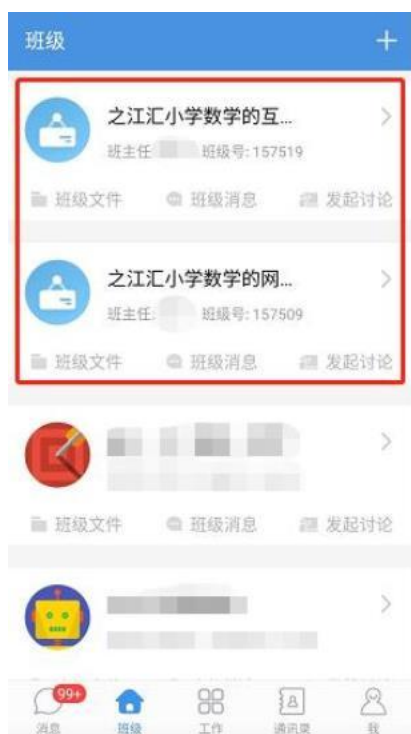 班级
之江汇小学数学的互...
班主任 班级号: 157519
班级文件 班级消息 发起讨论
之江汇小学数学的网...
班主任: 班级号: 157509
班级文件 班级消息 发起讨论
班级文件 班级消息 发起讨论
99+
消息 班级 工作 通讯录 我